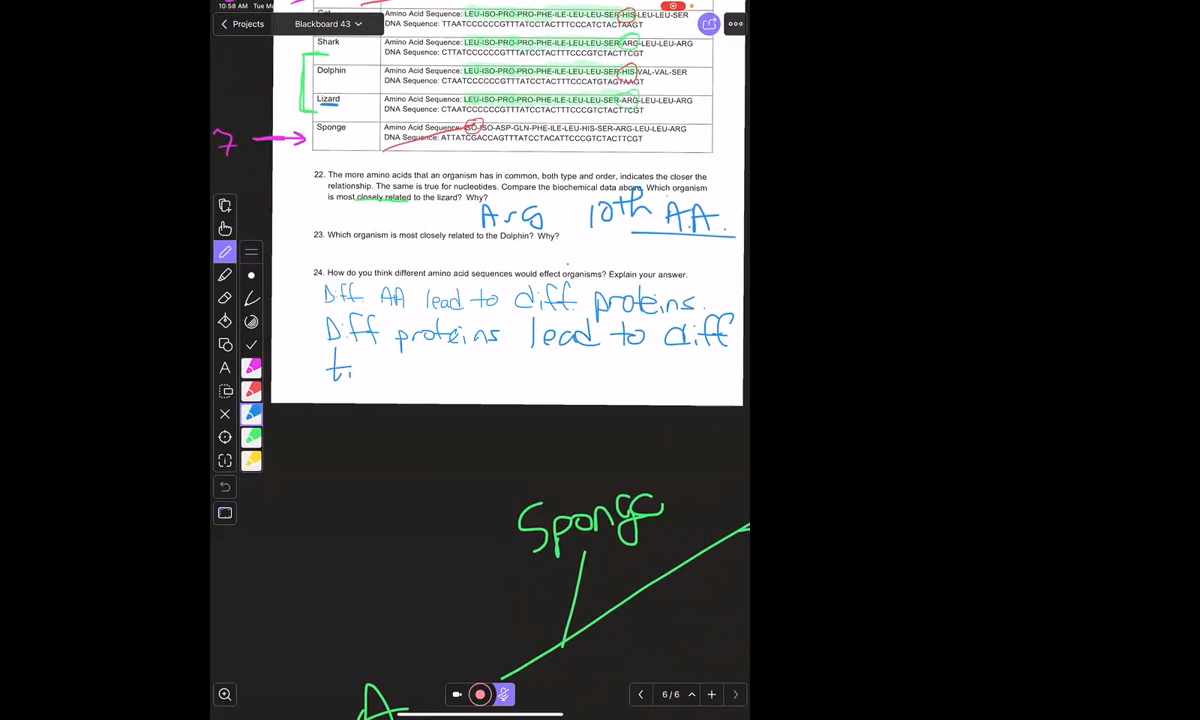 10:58 AM Tue Ma
Projects
Blackboard 43
Amino Acid Sequence: LEU-ISO-PRO-PRO-PHE-ILE-LEU-LEU-SER-HIS-LEU-LEU-SER
DNA Sequence: TTAATCCCCCCGTTTATCCTACTTTCCCATCTACTAAGT
Shark
Amino Acid Sequence: LEU-ISO-PRO-PRO-PHE-ILE-LEU-LEU-SER-ARG-LEU-LEU-ARG
DNA Sequence: CTTATCCCCCCGTTTATCCTACTTTCCCGTCTACTTCGT
Dolphin
Amino Acid Sequence: LEU-ISO-PRO-PRO-PHE-ILE-LEU-LEU-SER-HIS-VAL-VAL-SER
DNA Sequence: CTAATCCCCCCGTTTATCCTACTTTCCCATGTAGTAAGT
Lizard
Amino Acid Sequence: LEU-ISO-PRO-PRO-PHE-ILE-LEU-LEU-SER-ARG-LEU-LEU-ARG
DNA Sequence: CTAATCCCCCCGTTTATCCTACTTTCCCGTCTACTTCGT
Sponge
Amino Acid Sequence: ISO-ISO-ASP-GLN-PHE-ILE-LEU-HIS-SER-ARG-LEU-LEU-ARG
DNA Sequence: ATTATCGACCAGTTTATCCTACATTCCCGTCTACTTCGT
7
22. The more amino acids that an organism has in common, both type and order, indicates the closer the
relationship. The same is true for nucleotides. Compare the biochemical data above. Which organism
is most closely related to the lizard? Why?
Arg 10th A.A.
23. Which organism is most closely related to the Dolphin? Why?
24. How do you think different amino acid sequences would effect organisms? Explain your answer.
Diff AA lead to diff proteins.
Diff proteins lead to diff
A
Sponge
A
6/6